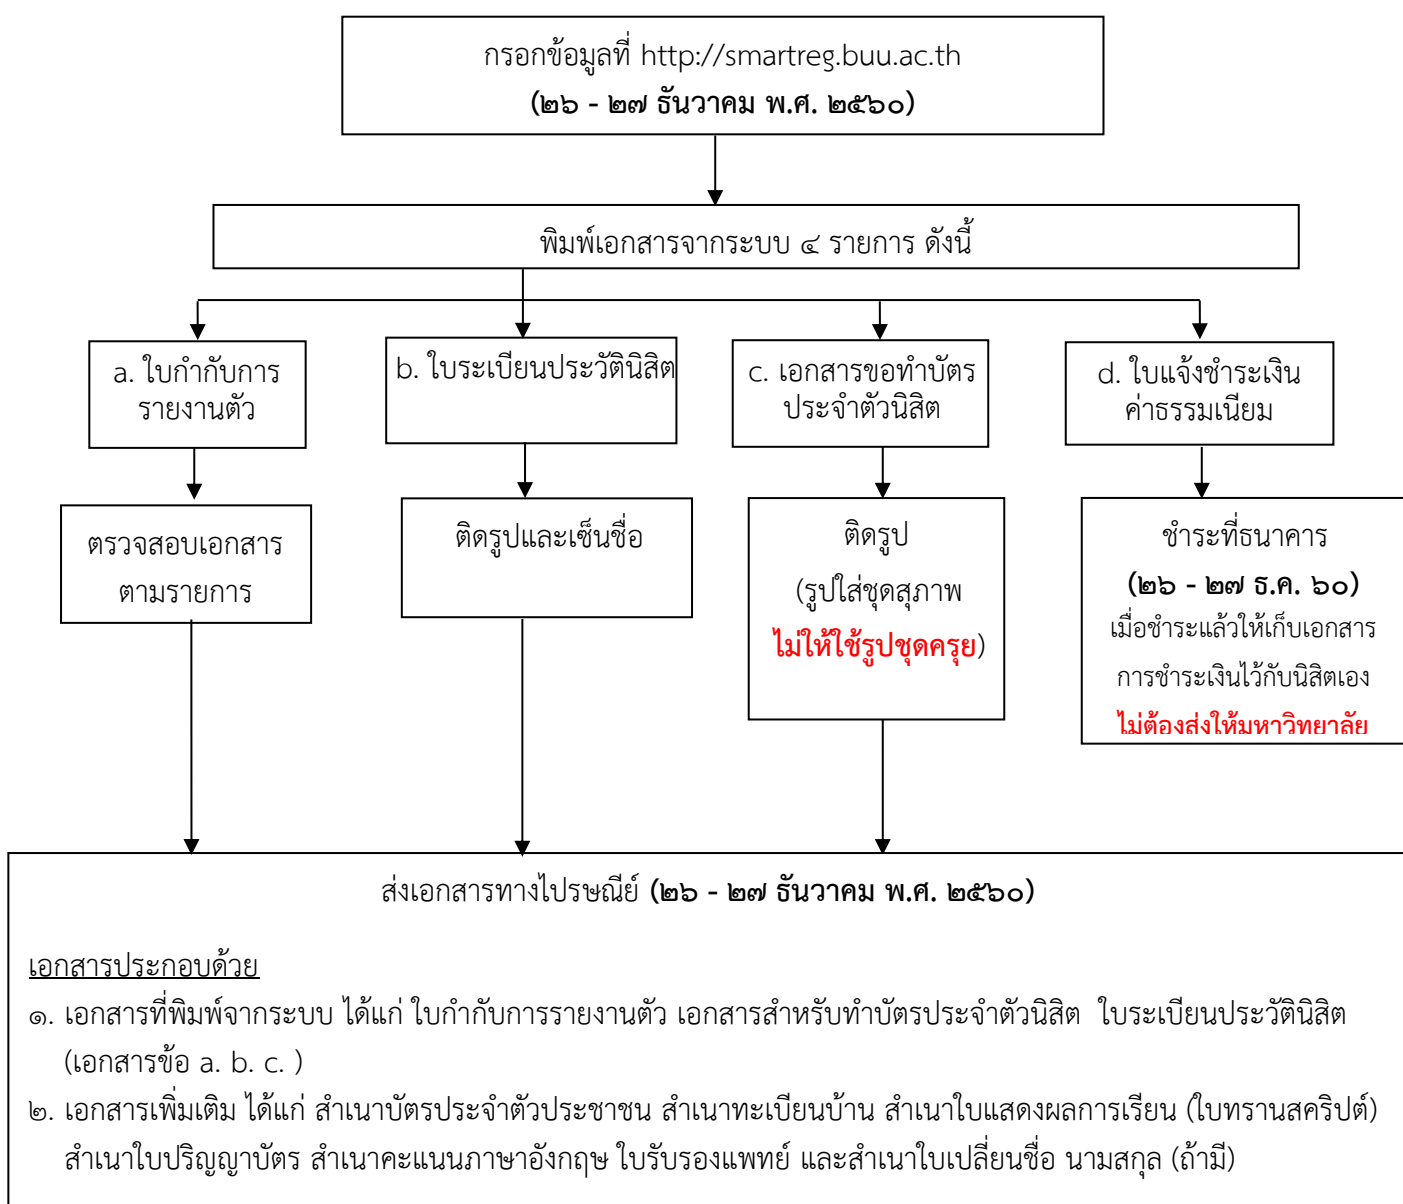 กรอกข้อมูลที่ http://smartreg.buu.ac.th
(๒๖ - ๒๗ ธันวาคม พ.ศ. ๒๕๖๐)
พิมพ์เอกสารจากระบบ ๔ รายการ ดังนี้
a. ใบกำกับการ
รายงานตัว
b. ใบระเบียนประวัตินิสิต
c. เอกสารขอทำบัตร
ประจำตัวนิสิต
d. ใบแจ้งชำระเงิน
ค่าธรรมเนียม
ตรวจสอบเอกสาร
ตามรายการ
ติดรูปและเซ็นชื่อ
ติดรูป
(รูปใส่ชุดสุภาพ
ไม่ให้ใช้รูปชุดครุย)
ชำระที่ธนาคาร
(๒๖ - ๒๗ ธ.ค. ๖๐)
เมื่อชำระแล้วให้เก็บเอกสาร
การชำระเงินไว้กับนิสิตเอง
ไม่ต้องส่งให้มหาวิทยาลัย
ส่งเอกสารทางไปรษณีย์ (๒๖ - ๒๗ ธันวาคม พ.ศ. ๒๕๖๐)
เอกสารประกอบด้วย
๑. เอกสารที่พิมพ์จากระบบ ได้แก่ ใบกำกับการรายงานตัว เอกสารสำหรับทำบัตรประจำตัวนิสิต ใบระเบียนประวัตินิสิต
(เอกสารข้อ a. b. c. )
๒. เอกสารเพิ่มเติม ได้แก่ สำเนาบัตรประจำตัวประชาชน สำเนาทะเบียนบ้าน สำเนาใบแสดงผลการเรียน (ใบทรานสคริปต์)
สำเนาใบปริญญาบัตร สำเนาคะแนนภาษาอังกฤษ ใบรับรองแพทย์ และสำเนาใบเปลี่ยนชื่อ นามสกุล (ถ้ามี)